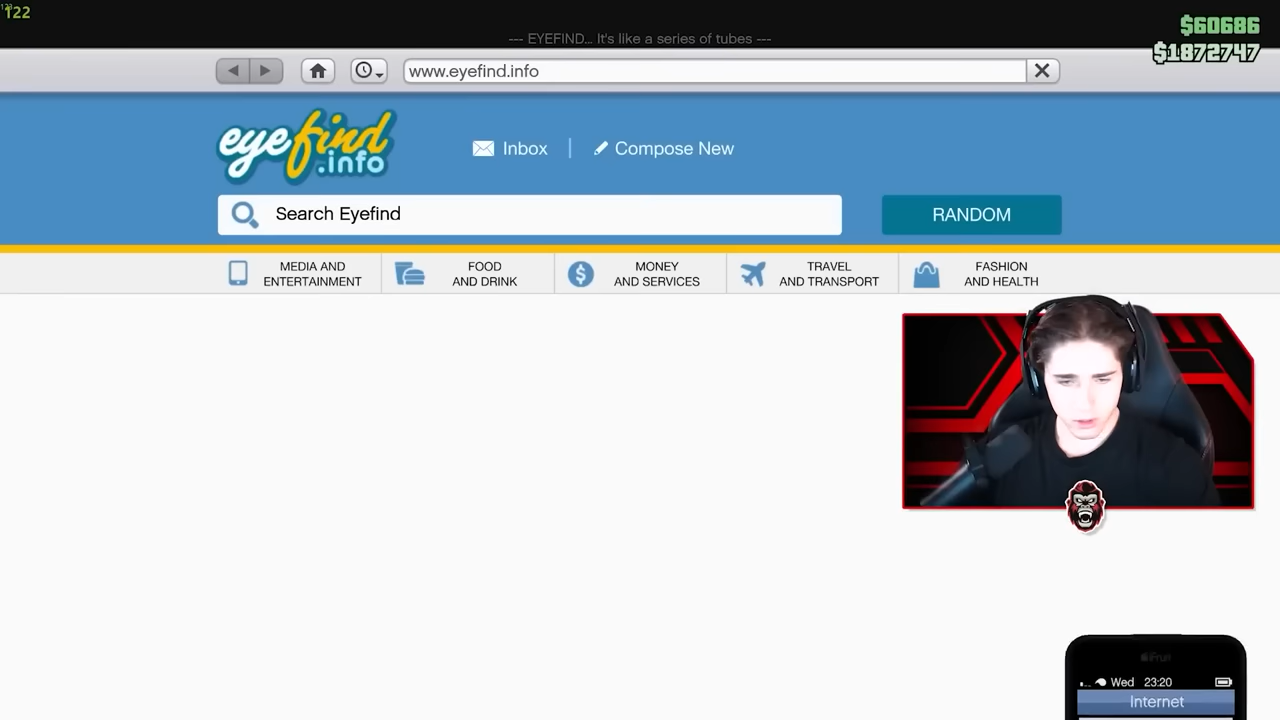 122
--- EYEFIND... It's like a series of tubes ---
$60686
$1872747
www.eyefind.info
eyefind
.info
Inbox
Compose New
Search Eyefind
RANDOM
MEDIA AND
ENTERTAINMENT
FOOD
AND DRINK
MONEY
AND SERVICES
TRAVEL
AND TRANSPORT
FASHION
AND HEALTH
iFruit
Wed 23:20
Internet